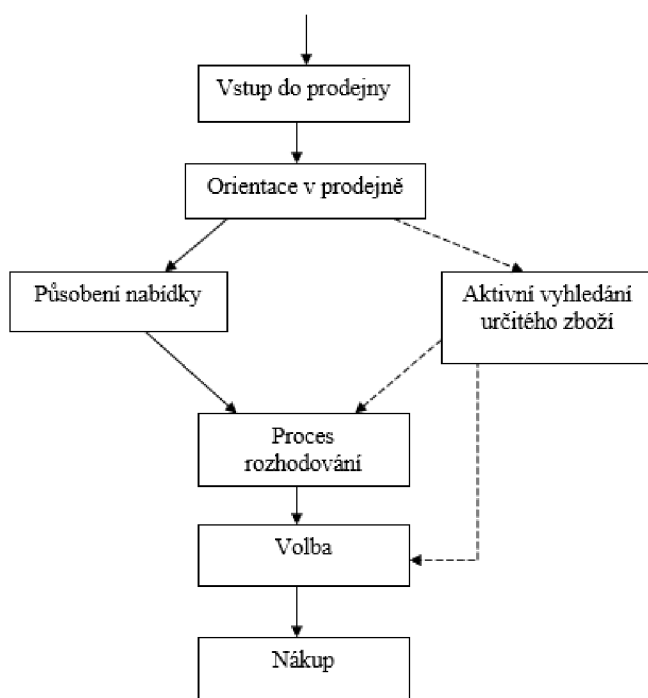 Vstup do prodejny
Orientace v prodejně
Působení nabídky
Aktivní vyhledání
určitého zboží
Proces
rozhodování
Volba
Nákup